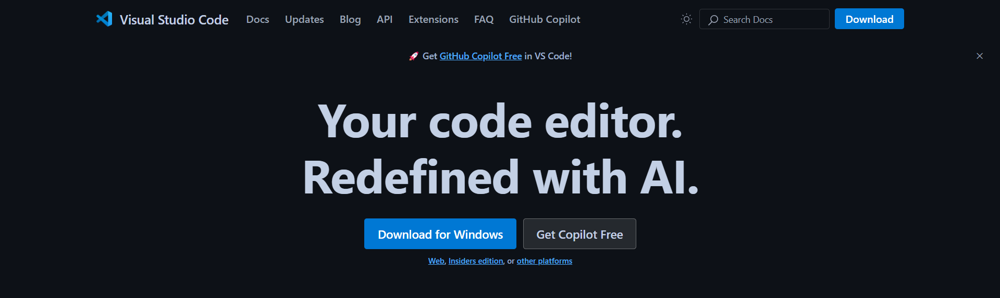 Visual Studio Code Docs Updates Blog API Extensions FAQ GitHub Copilot Search Docs Download
🚀 Get GitHub Copilot Free in VS Code!
Your code editor.
Redefined with AI.
Download for Windows Get Copilot Free
Web, Insiders edition, or other platforms